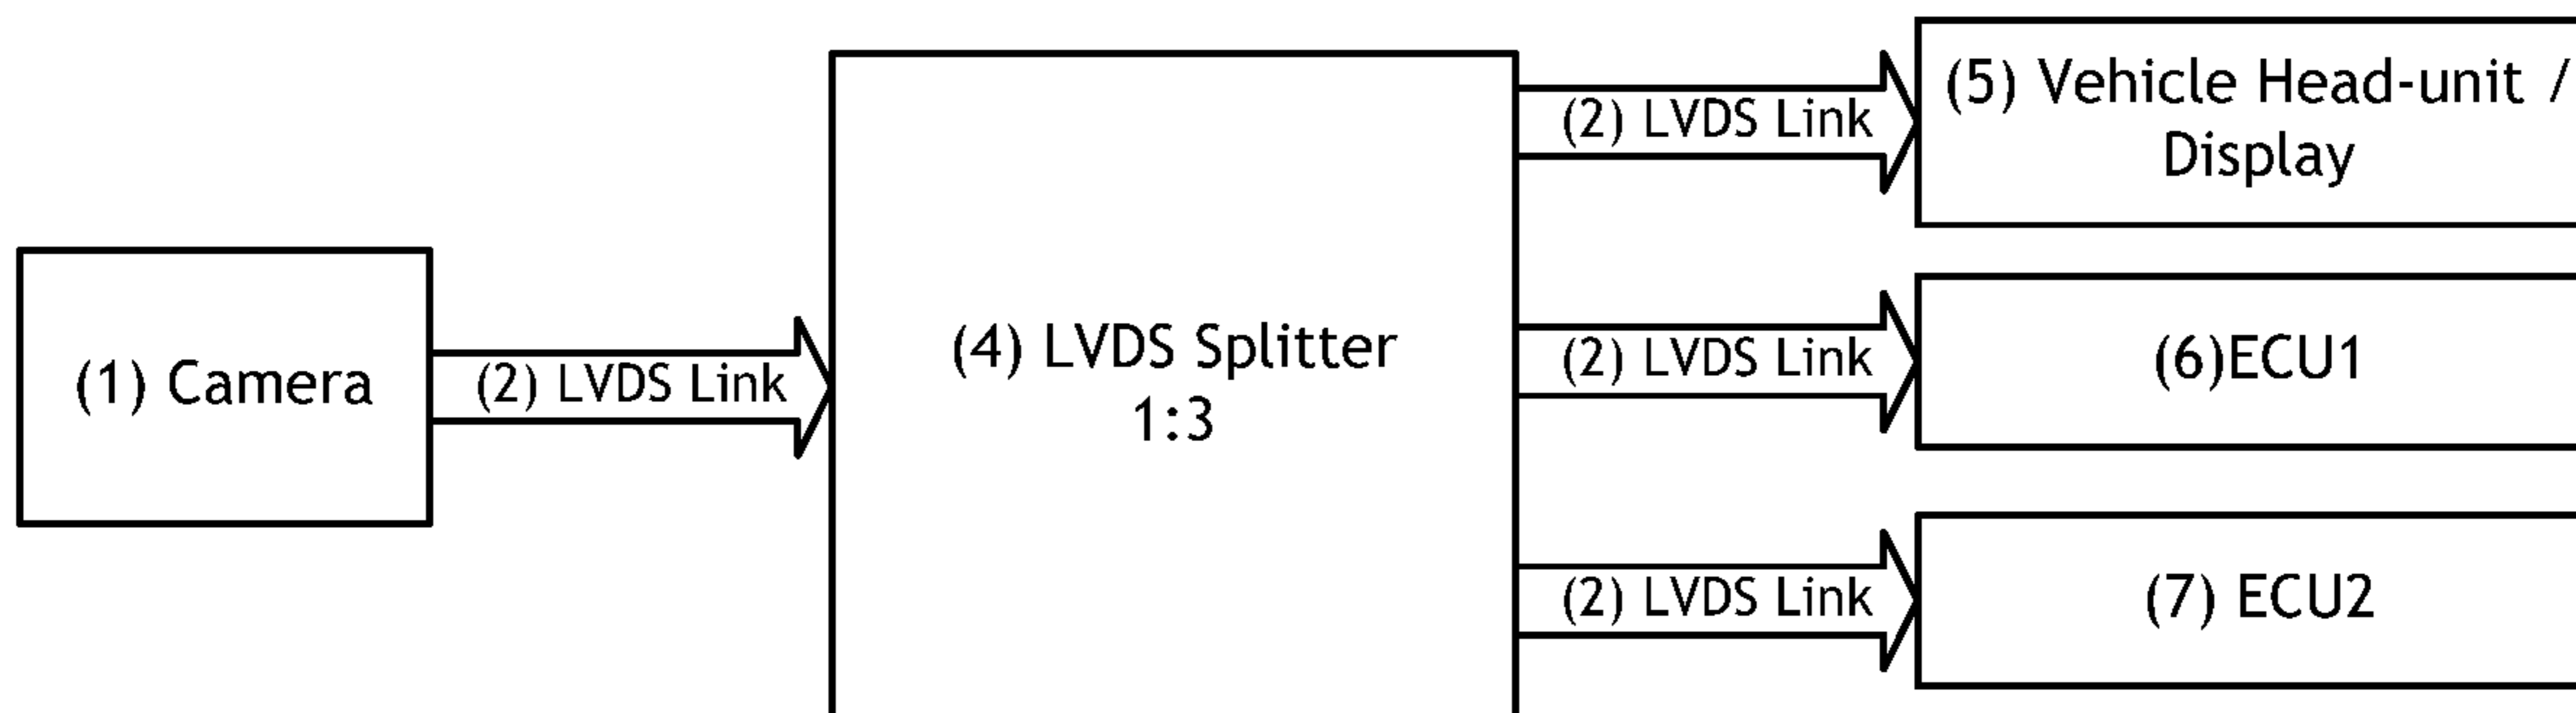 (1) Camera
(2) LVDS Link
(4) LVDS Splitter
1:3
(2) LVDS Link
(5) Vehicle Head-unit /
Display
(2) LVDS Link
(6)ECU1
(2) LVDS Link
(7) ECU2